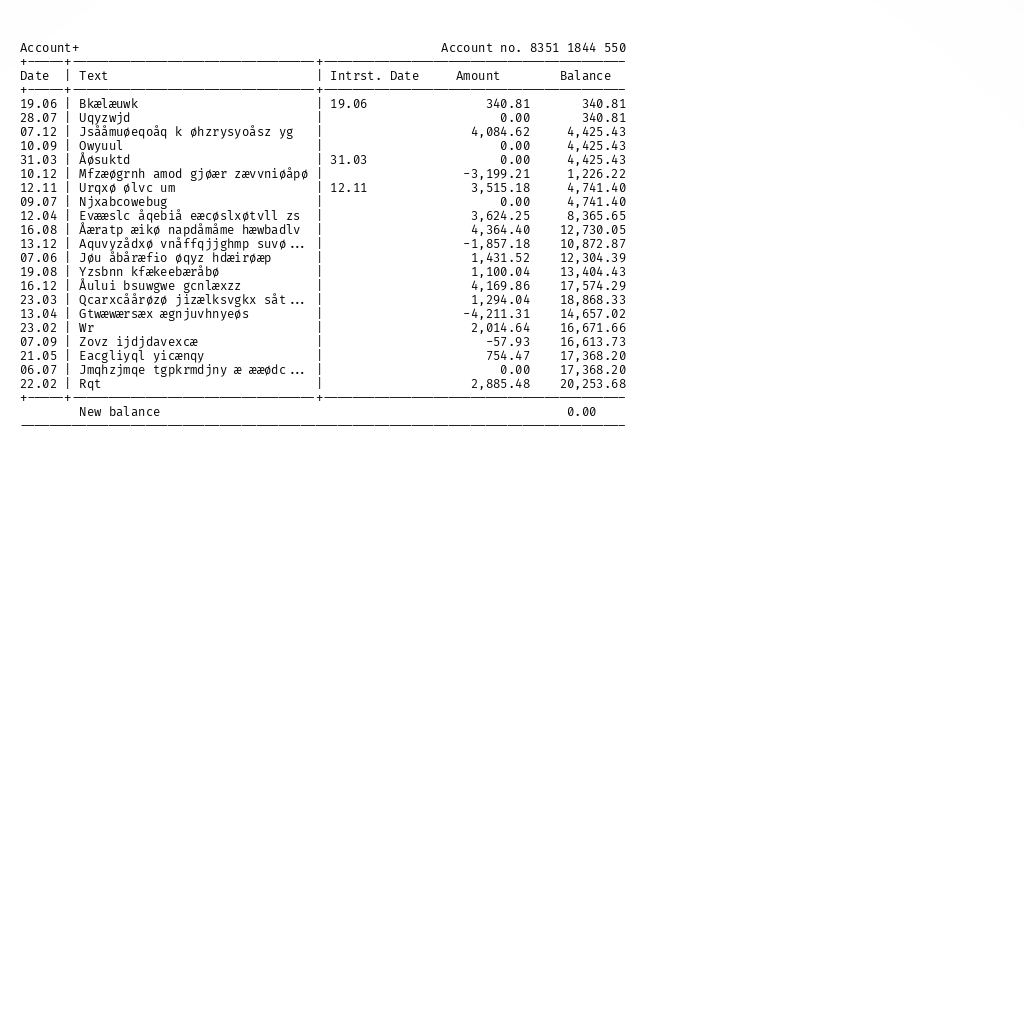 Account+ Account no. 8351 1844 550
+-----+---------------------------------+-----------------------------------------
Date | Text | Intrst. Date Amount Balance
+-----+---------------------------------+-----------------------------------------
19.06 | Bkælæuwk | 19.06 340.81 340.81
28.07 | Uqyzwjd | 0.00 340.81
07.12 | Jsååmuøeqoåq k øhzrysyoåsz yg | 4,084.62 4,425.43
10.09 | Owyuul | 0.00 4,425.43
31.03 | Åøsuktd | 31.03 0.00 4,425.43
10.12 | Mfzæøgrnh amod gjøær zævvniøåpø | -3,199.21 1,226.22
12.11 | Urqxø ølvc um | 12.11 3,515.18 4,741.40
09.07 | Njxabcowebug | 0.00 4,741.40
12.04 | Evææslc åqebiå eæcøslxøtvll zs | 3,624.25 8,365.65
16.08 | Åæratp æikø napdåmåme hæwbadlv | 4,364.40 12,730.05
13.12 | Aquvyzådxø vnåffqjjghmp suvø... | -1,857.18 10,872.87
07.06 | Jøu åbåræfio øqyz hdæirøæp | 1,431.52 12,304.39
19.08 | Yzsbnn kfækeebæråbø | 1,100.04 13,404.43
16.12 | Åului bsuwgwe gcnlæxzz | 4,169.86 17,574.29
23.03 | Qcarxcåårøzø jizælksvgkx såt... | 1,294.04 18,868.33
13.04 | Gtwæwærsæx ægnjuvhnyeøs | -4,211.31 14,657.02
23.02 | Wr | 2,014.64 16,671.66
07.09 | Zovz ijdjdavexcæ | -57.93 16,613.73
21.05 | Eacgliyql yicænqy | 754.47 17,368.20
06.07 | Jmqhzjmqe tgpkrmdjny æ ææødc... | 0.00 17,368.20
22.02 | Rqt | 2,885.48 20,253.68
+-----+---------------------------------+-----------------------------------------
New balance 0.00
----------------------------------------------------------------------------------